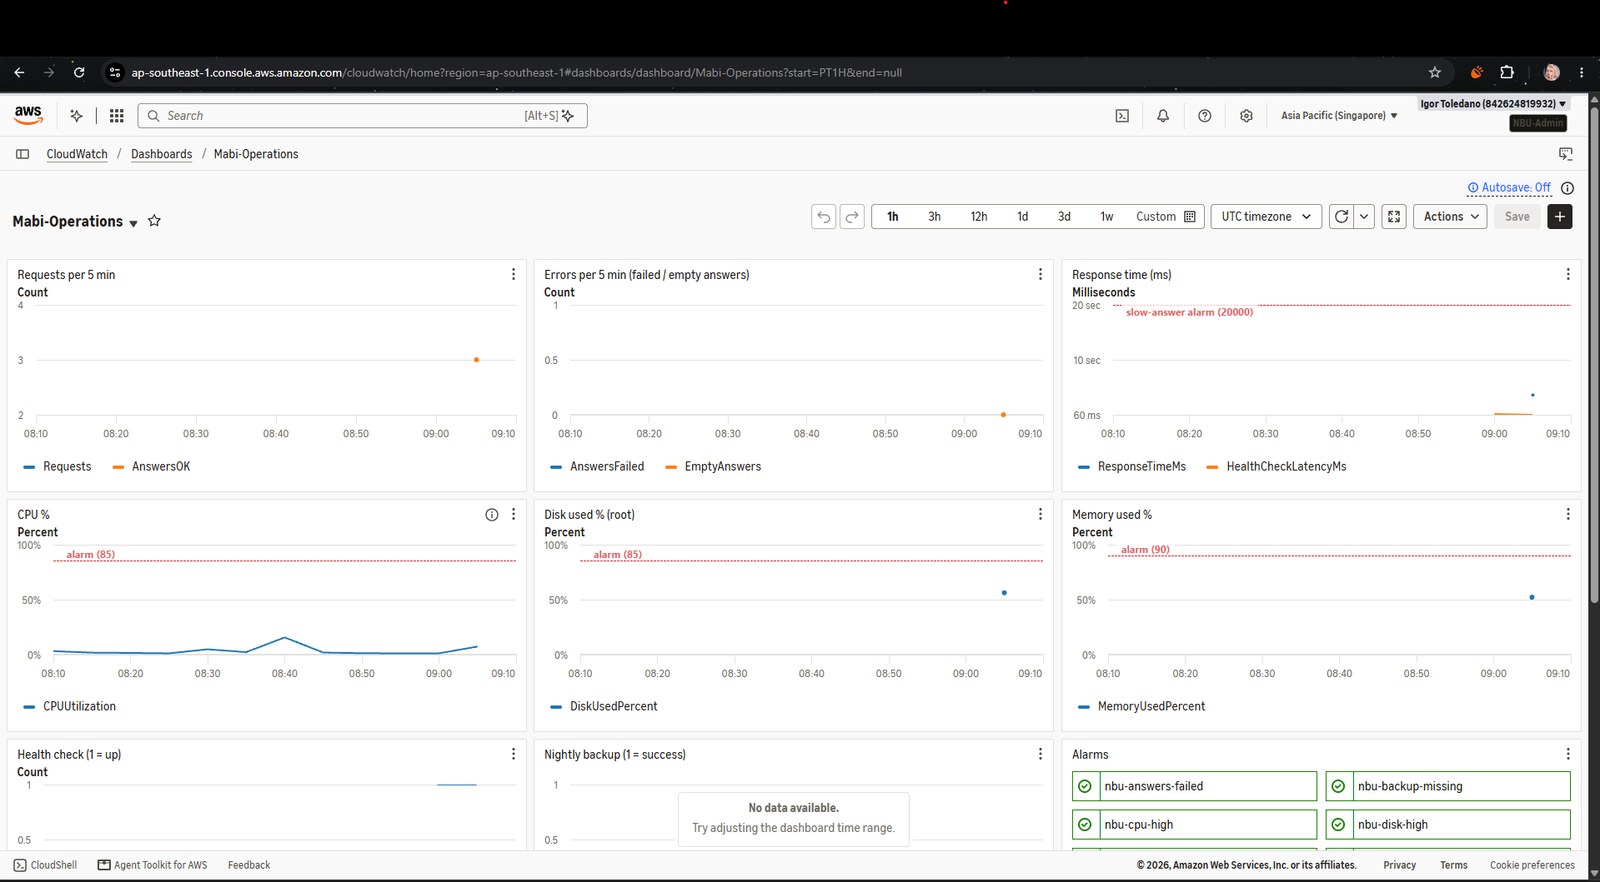 ap-southeast-1.console.aws.amazon.com/cloudwatch/home?region=ap-southeast-1#dashboards/dashboard/Mabi-Operations?start=PT1H&end=null
aws
Search [Alt+S]
Asia Pacific (Singapore)
Igor Toledano (842624819932)
NBU-Admin
CloudWatch / Dashboards / Mabi-Operations
Autosave: Off
Mabi-Operations
1h 3h 12h 1d 3d 1w Custom UTC timezone Actions Save
Requests per 5 min
Count
4
3
2
08:10 08:20 08:30 08:40 08:50 09:00 09:10
Requests AnswersOK
Errors per 5 min (failed / empty answers)
Count
1
0.5
0
08:10 08:20 08:30 08:40 08:50 09:00 09:10
AnswersFailed EmptyAnswers
Response time (ms)
Milliseconds
20 sec
slow-answer alarm (20000)
10 sec
60 ms
08:10 08:20 08:30 08:40 08:50 09:00 09:10
ResponseTimeMs HealthCheckLatencyMs
CPU %
Percent
100%
alarm (85)
50%
0%
08:10 08:20 08:30 08:40 08:50 09:00 09:10
CPUUtilization
Disk used % (root)
Percent
100%
alarm (85)
50%
0%
08:10 08:20 08:30 08:40 08:50 09:00 09:10
DiskUsedPercent
Memory used %
Percent
100%
alarm (90)
50%
0%
08:10 08:20 08:30 08:40 08:50 09:00 09:10
MemoryUsedPercent
Health check (1 = up)
Count
1
0.5
Nightly backup (1 = success)
1
No data available.
Try adjusting the dashboard time range.
0.5
Alarms
nbu-answers-failed nbu-backup-missing
nbu-cpu-high nbu-disk-high
CloudShell Agent Toolkit for AWS Feedback
© 2026, Amazon Web Services, Inc. or its affiliates. Privacy Terms Cookie preferences